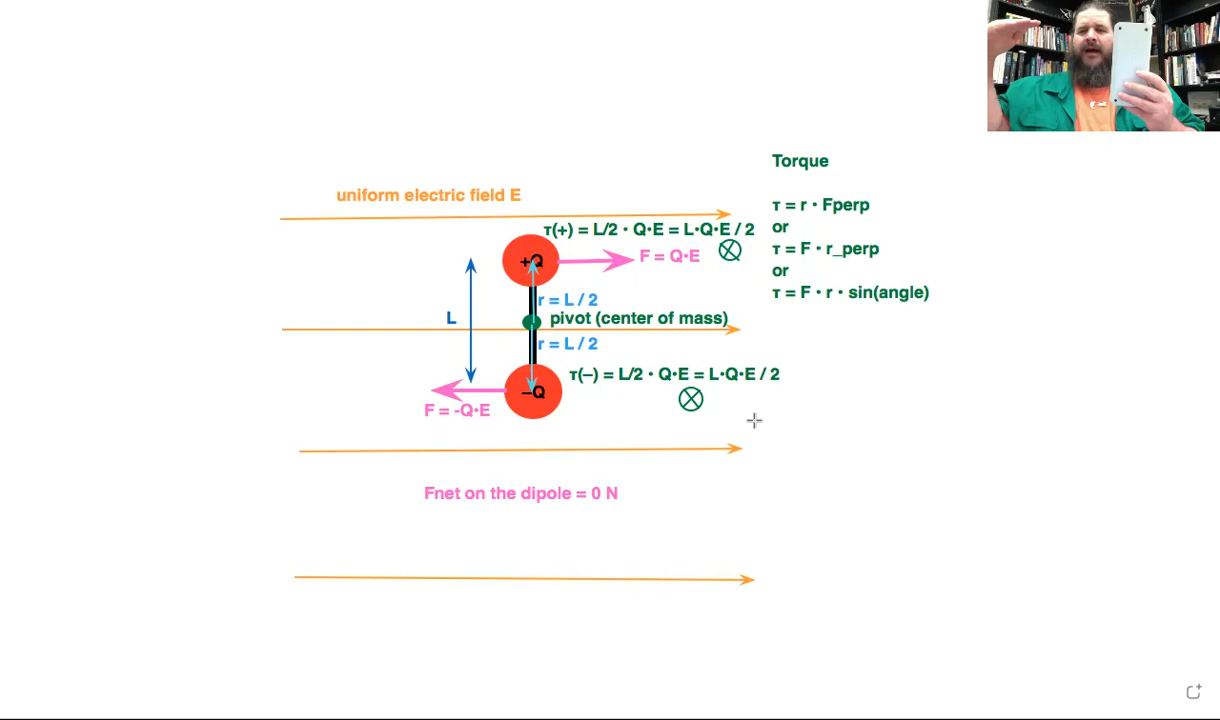 Torque
uniform electric field E
τ = r · Fperp
or
τ(+) = L/2 · Q·E = L·Q·E / 2
τ = F · r_perp
F = Q·E
+Q
or
τ = F · r · sin(angle)
r = L / 2
L
pivot (center of mass)
r = L / 2
τ(–) = L/2 · Q·E = L·Q·E / 2
–Q
F = -Q·E
Fnet on the dipole = 0 N